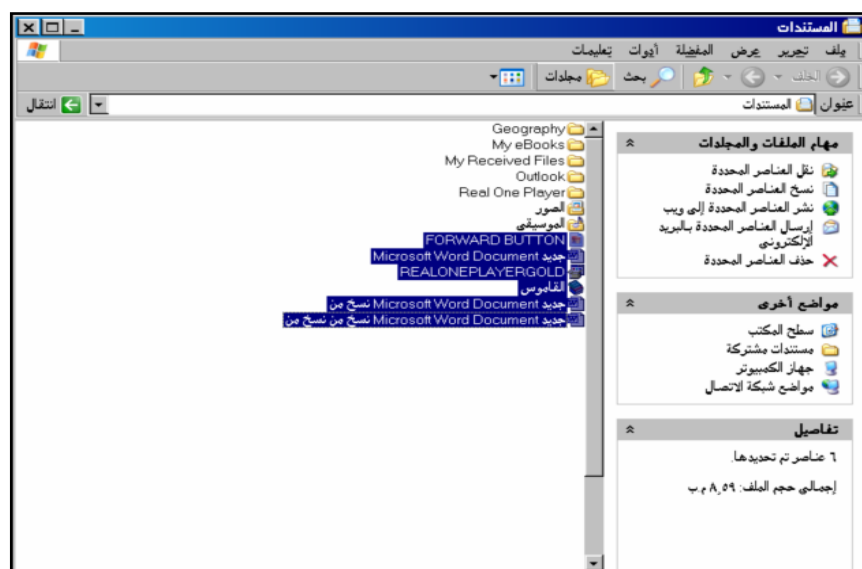 المستندات
ملف تحرير عرض المفضلة أدوات تعليمات
الخلف بحث مجلدات
عنوان المستندات انتقال
مهام الملفات والمجلدات
نقل العناصر المحددة
نسخ العناصر المحددة
نشر العناصر المحددة إلى ويب
إرسال العناصر المحددة بالبريد
الإلكتروني
حذف العناصر المحددة
مواضع أخرى
سطح المكتب
مستندات مشتركة
جهاز الكمبيوتر
مواضع شبكة الاتصال
تفاصيل
٦ عناصر تم تحديدها.
إجمالي حجم الملف: ٨,٥٩ م.ب
Geography
My eBooks
My Received Files
Outlook
Real One Player
الصور
الموسيقى
FORWARD BUTTON
جديد Microsoft Word Document
REALONEPLAYERGOLD
القاموس
جديد Microsoft Word Document نسخ من
جديد Microsoft Word Document نسخ من نسخ من